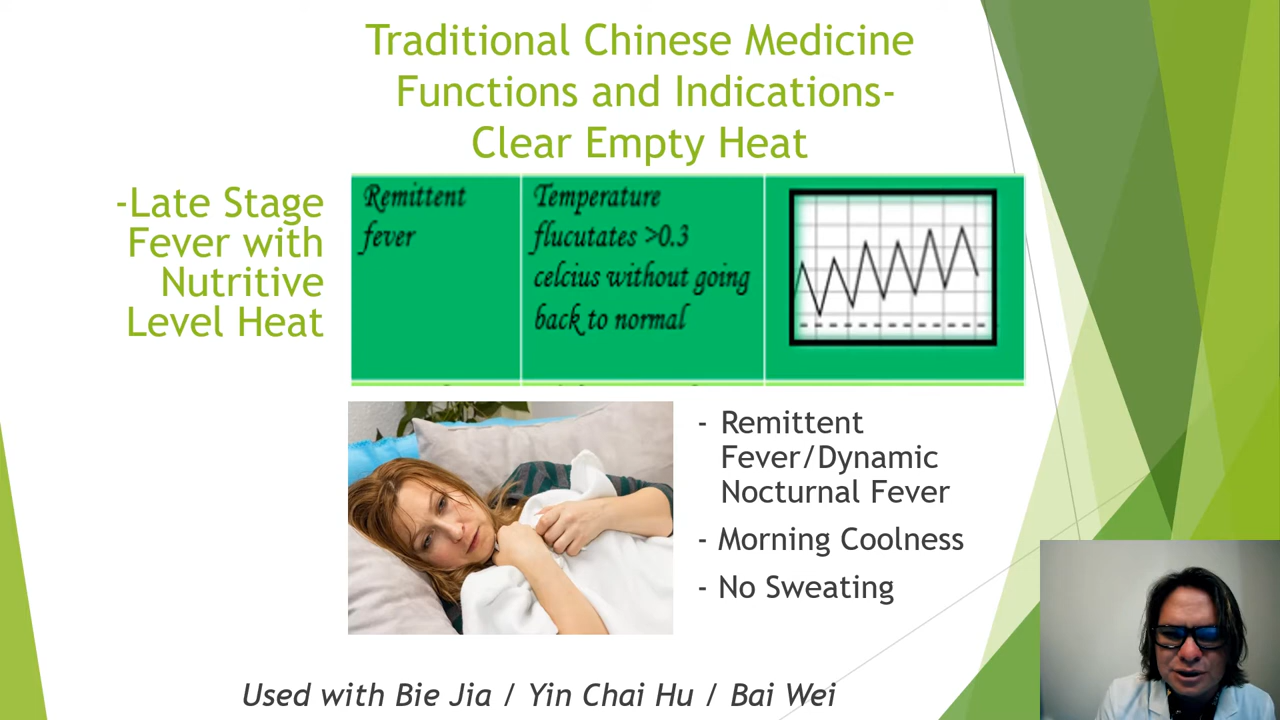 Traditional Chinese Medicine
Functions and Indications-
Clear Empty Heat
-Late Stage
Fever with
Nutritive
Level Heat
Remittent
fever
Temperature
flucutates >0.3
celcius without going
back to normal
- Remittent
Fever/Dynamic
Nocturnal Fever
- Morning Coolness
- No Sweating
Used with Bie Jia / Yin Chai Hu / Bai Wei